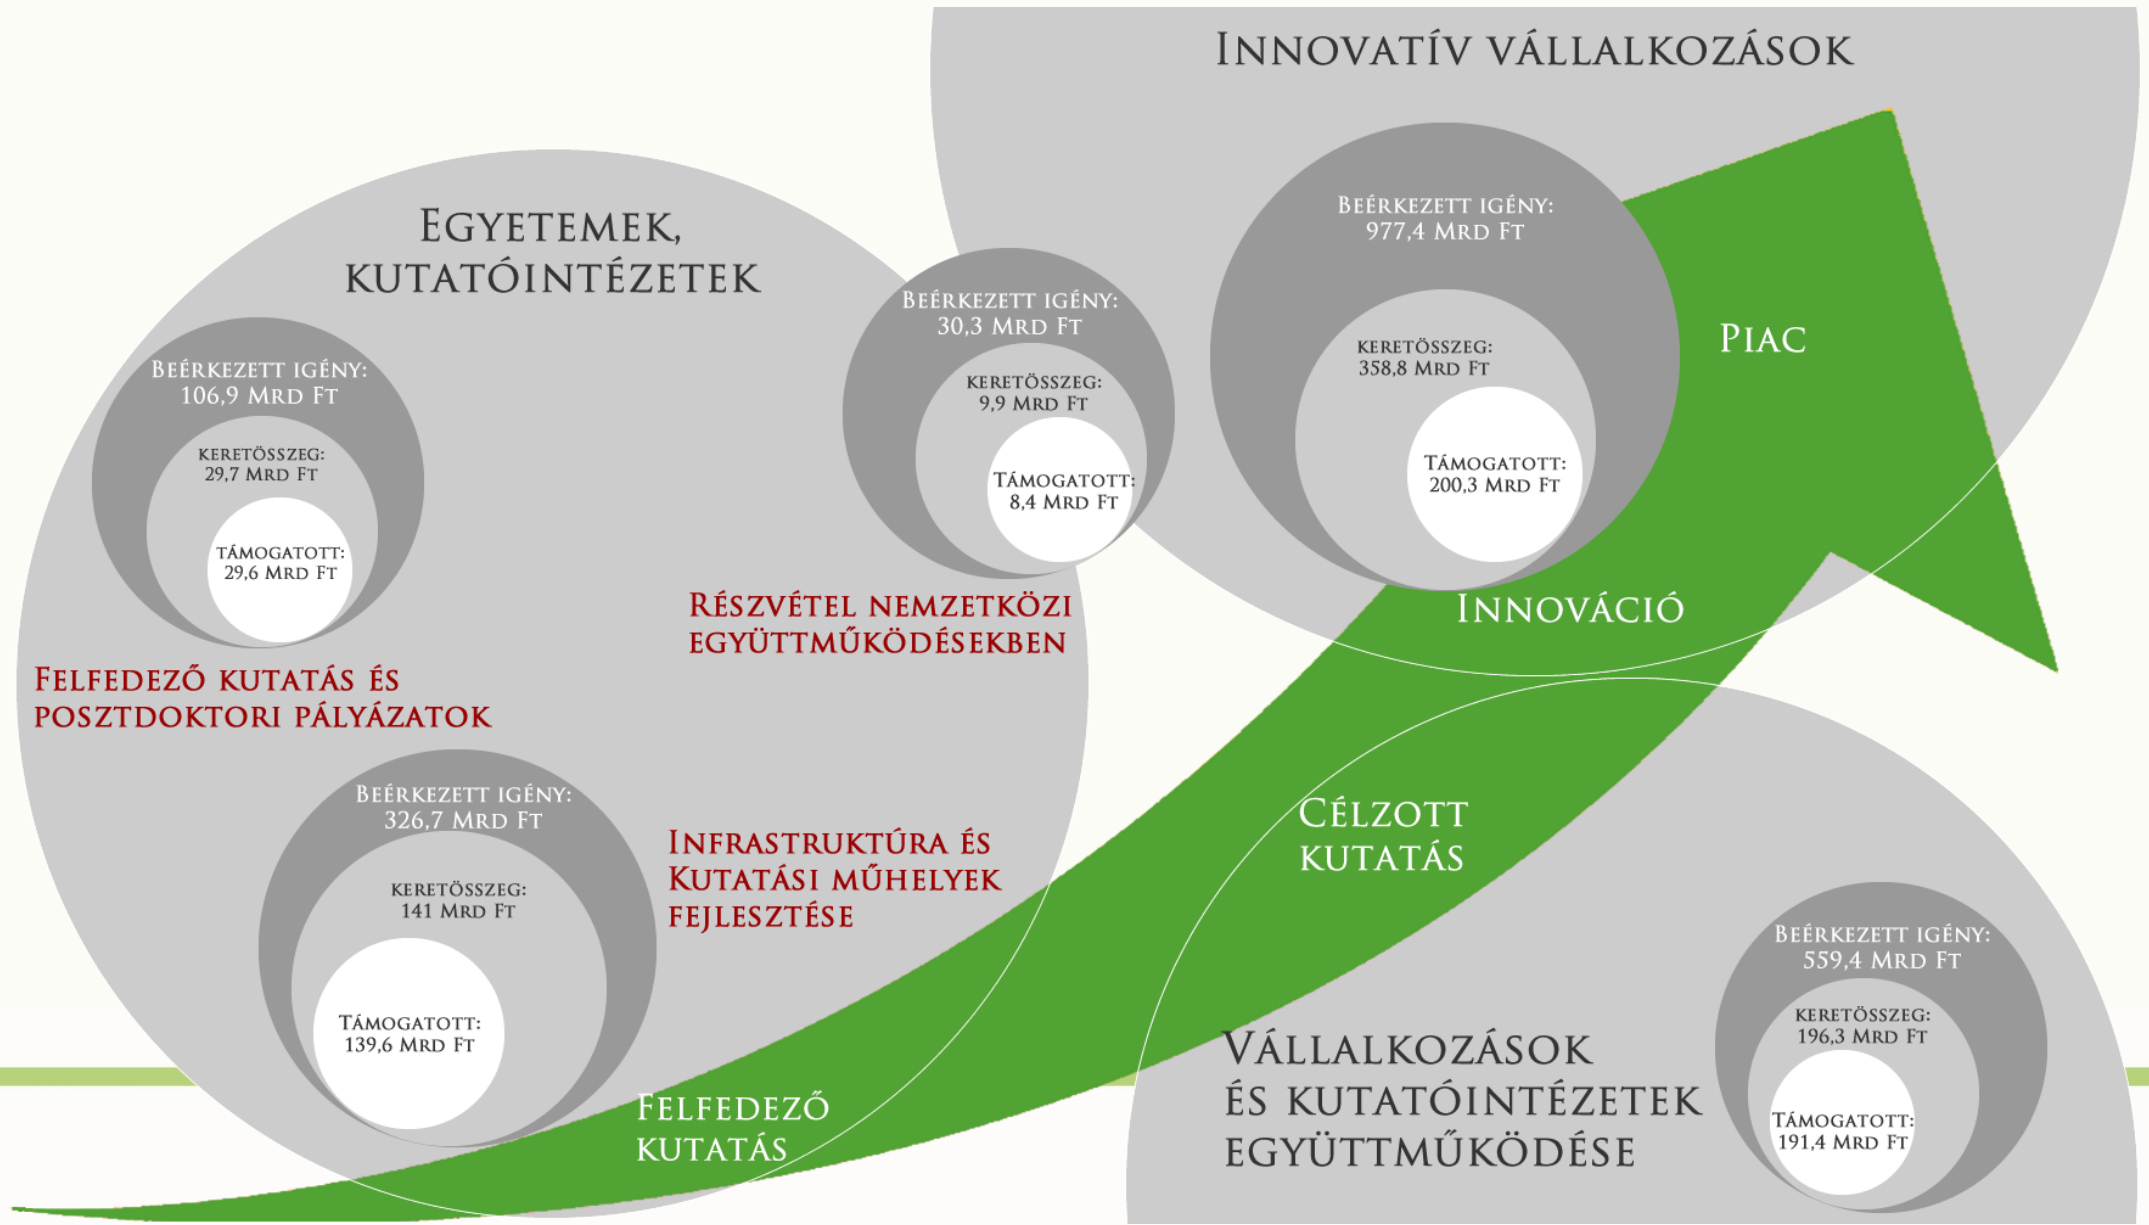 Innovatív vállalkozások
Beérkezett igény:
977,4 Mrd Ft
keretösszeg:
358,8 Mrd Ft
Támogatott:
200,3 Mrd Ft
Piac
Innováció
Egyetemek,
kutatóintézetek
Beérkezett igény:
30,3 Mrd Ft
keretösszeg:
9,9 Mrd Ft
Támogatott:
8,4 Mrd Ft
Részvétel nemzetközi
együttműködésekben
Beérkezett igény:
106,9 Mrd Ft
keretösszeg:
29,7 Mrd Ft
támogatott:
29,6 Mrd Ft
Felfedező kutatás és
posztdoktori pályázatok
Beérkezett igény:
326,7 Mrd Ft
keretösszeg:
141 Mrd Ft
Támogatott:
139,6 Mrd Ft
Infrastruktúra és
Kutatási műhelyek
fejlesztése
Felfedező
kutatás
Célzott
kutatás
Vállalkozások
és kutatóintézetek
együttműködése
Beérkezett igény:
559,4 Mrd Ft
keretösszeg:
196,3 Mrd Ft
Támogatott:
191,4 Mrd Ft